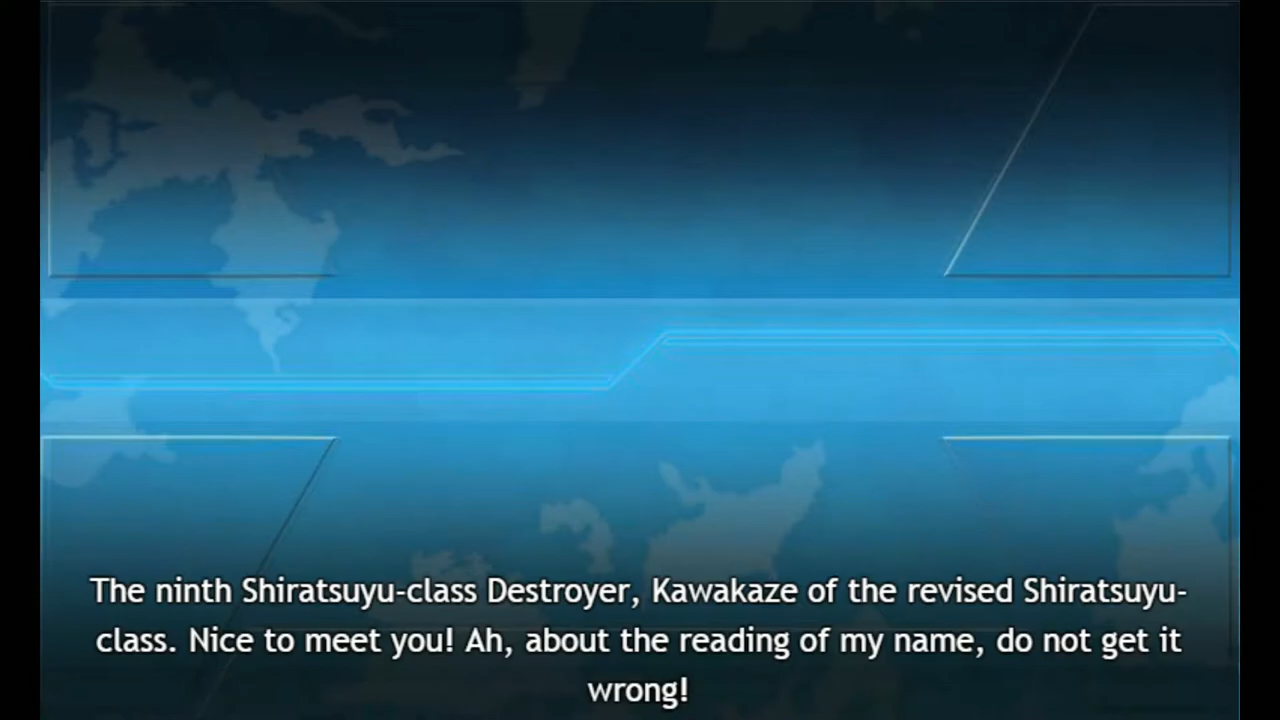 The ninth Shiratsuyu-class Destroyer, Kawakaze of the revised Shiratsuyu-
class. Nice to meet you! Ah, about the reading of my name, do not get it
wrong!